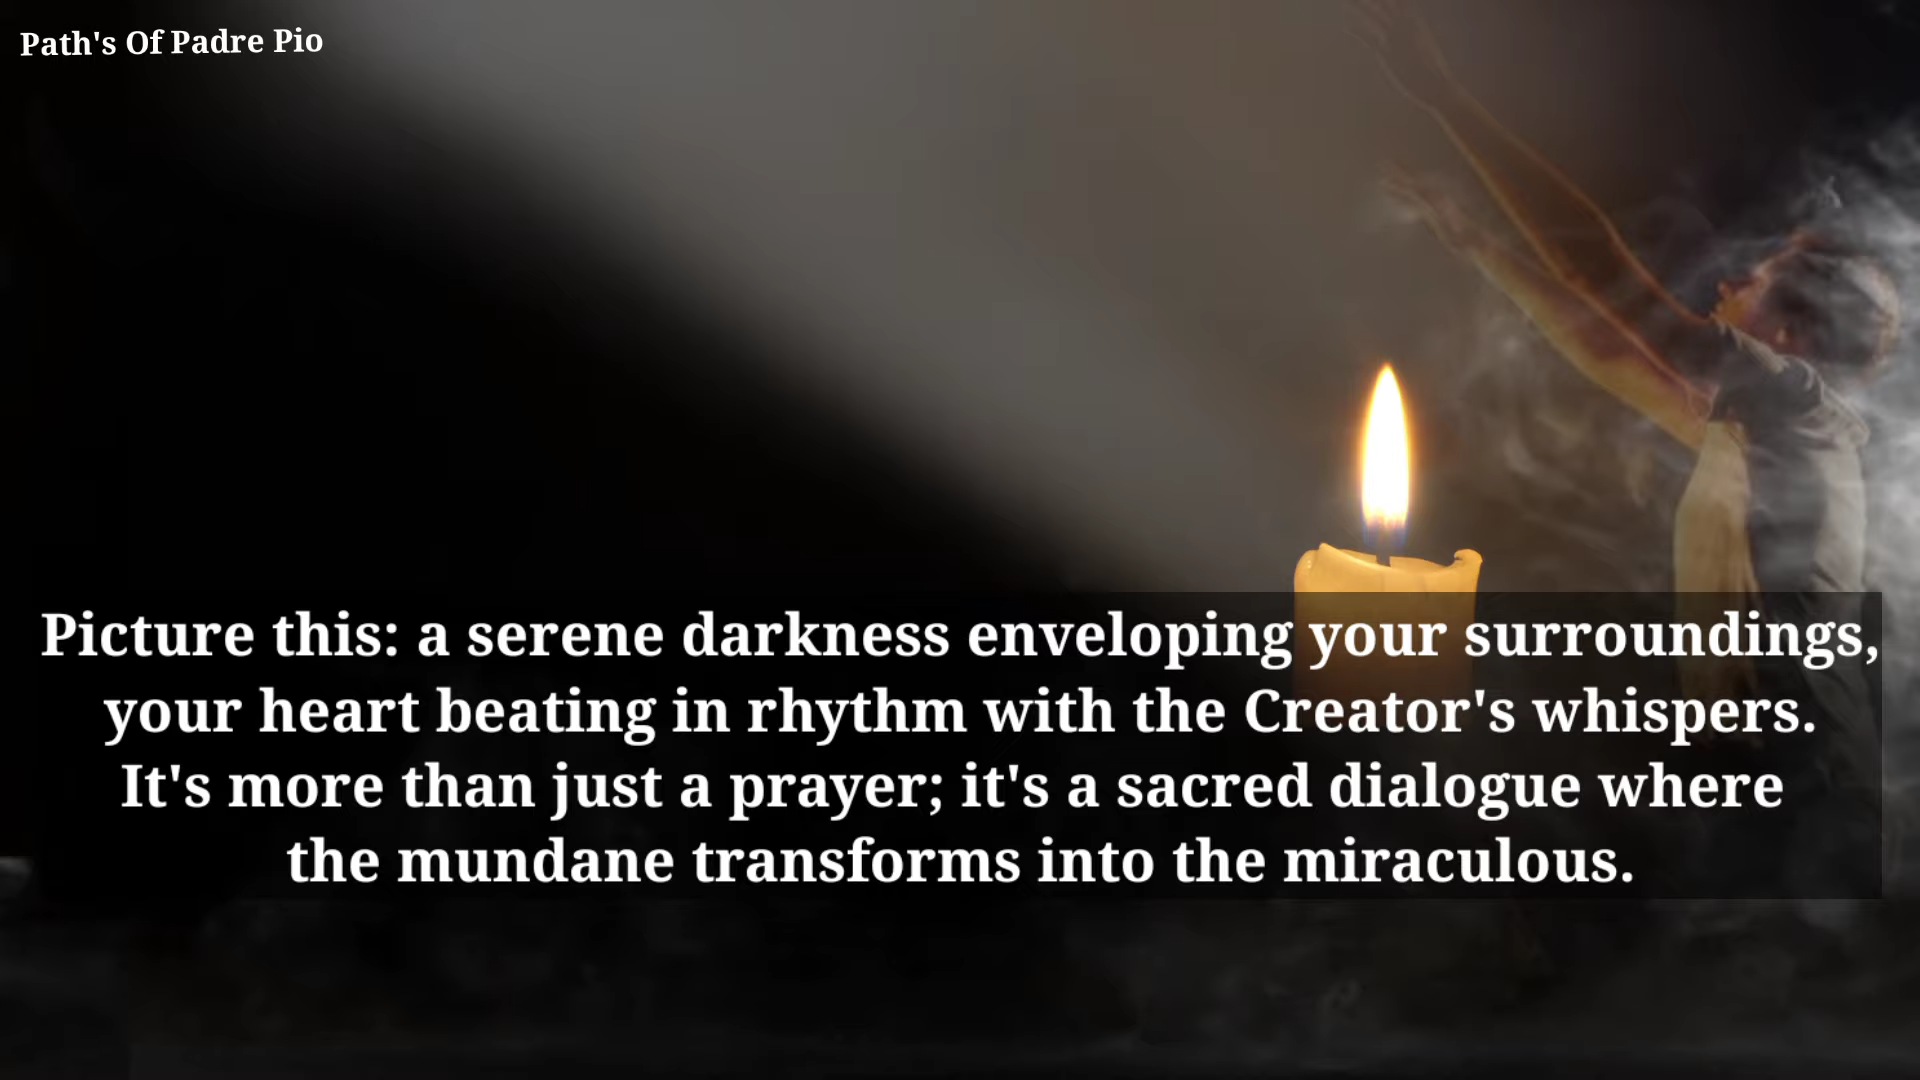 Path's Of Padre Pio
Picture this: a serene darkness enveloping your surroundings,
your heart beating in rhythm with the Creator's whispers.
It's more than just a prayer; it's a sacred dialogue where
the mundane transforms into the miraculous.